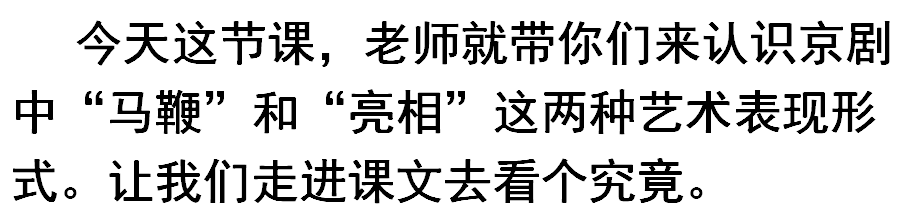 今天这节课，老师就带你们来认识京剧
中“马鞭”和“亮相”这两种艺术表现形
式。让我们走进课文去看个究竟。